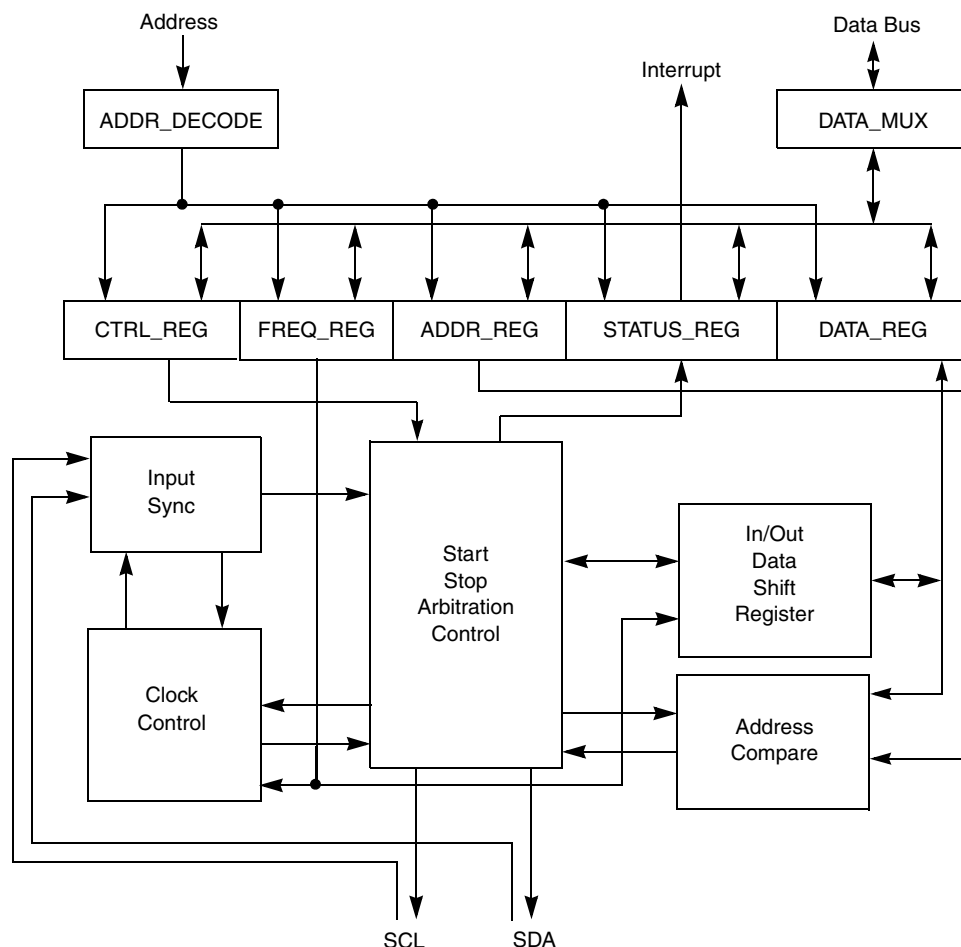 Address
Data Bus
Interrupt
ADDR_DECODE
DATA_MUX
CTRL_REG
FREQ_REG
ADDR_REG
STATUS_REG
DATA_REG
Input
Sync
Start
Stop
Arbitration
Control
In/Out
Data
Shift
Register
Clock
Control
Address
Compare
SCL
SDA